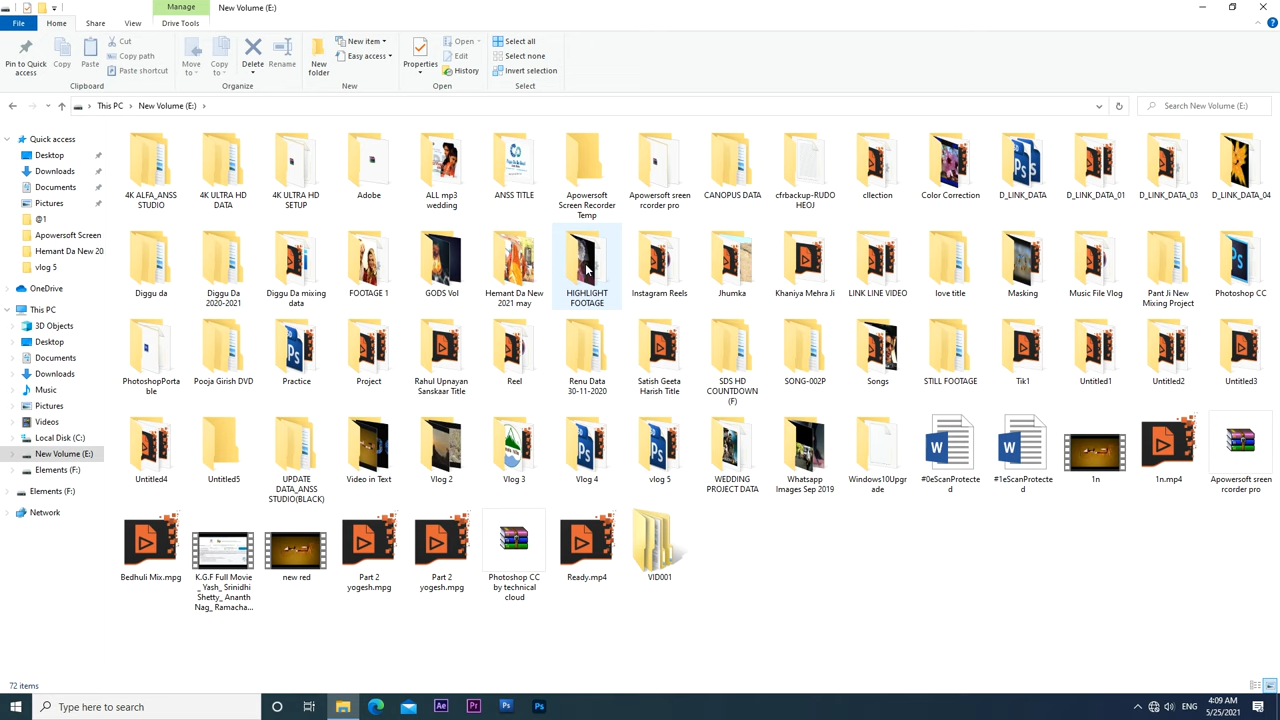 Manage
New Volume (E:)
File
Home
Share
View
Drive Tools
Pin to Quick access
Copy
Paste
Cut
Copy path
Paste shortcut
Move to
Copy to
Delete
Rename
New folder
New item
Easy access
Properties
Open
Edit
History
Select all
Select none
Invert selection
Clipboard
Organize
New
Open
Select
This PC
New Volume (E:)
Search New Volume (E:)
Quick access
Desktop
Downloads
Documents
Pictures
@1
Apowersoft Screen
Hemant Da New 20
vlog 5
OneDrive
This PC
3D Objects
Desktop
Documents
Downloads
Music
Pictures
Videos
Local Disk (C:)
New Volume (E:)
Elements (F:)
Elements (F:)
Network
4K ALFA_ANSS STUDIO
4K ULTRA HD DATA
4K ULTRA HD SETUP
Adobe
ALL mp3 wedding
ANSS TITLE
Apowersoft Screen Recorder Temp
Apowersoft sreen rcorder pro
CANOPUS DATA
cfrbackup-RUDOHEOJ
cllection
Color Correction
D_LINK_DATA
D_LINK_DATA_01
D_LINK_DATA_03
D_LINK_DATA_04
Diggu da
Diggu Da 2020-2021
Diggu Da mixing data
FOOTAGE 1
GODS Vol
Hemant Da New 2021 may
HIGHLIGHT FOOTAGE
Instagram Reels
Jhumka
Khaniya Mehra Ji
LINK LINE VIDEO
love title
Masking
Music File Vlog
Pant Ji New Mixing Project
Photoshop CC
PhotoshopPortable
Pooja Girish DVD
Practice
Project
Rahul Upnayan Sanskaar Title
Reel
Renu Data 30-11-2020
Satish Geeta Harish Title
SDS HD COUNTDOWN (F)
SONG-002P
Songs
STILL FOOTAGE
Tik1
Untitled1
Untitled2
Untitled3
Untitled4
Untitled5
UPDATE DATA_ANSS STUDIO(BLACK)
Video in Text
Vlog 2
Vlog 3
Vlog 4
vlog 5
WEDDING PROJECT DATA
Whatsapp Images Sep 2019
Windows10Upgrade
#0eScanProtected
#1eScanProtected
1n
1n.mp4
Apowersoft sreen rcorder pro
Bedhuli Mix.mpg
K.G.F Full Movie _ Yash_ Srinidhi Shetty_ Ananth Nag_ Ramacha...
new red
Part 2 yogesh.mpg
Part 2 yogesh.mpg
Photoshop CC by technical cloud
Ready.mp4
VID001
72 items
Type here to search
Ae
Pr
Ps
Ps
ENG
4:09 AM
5/25/2021